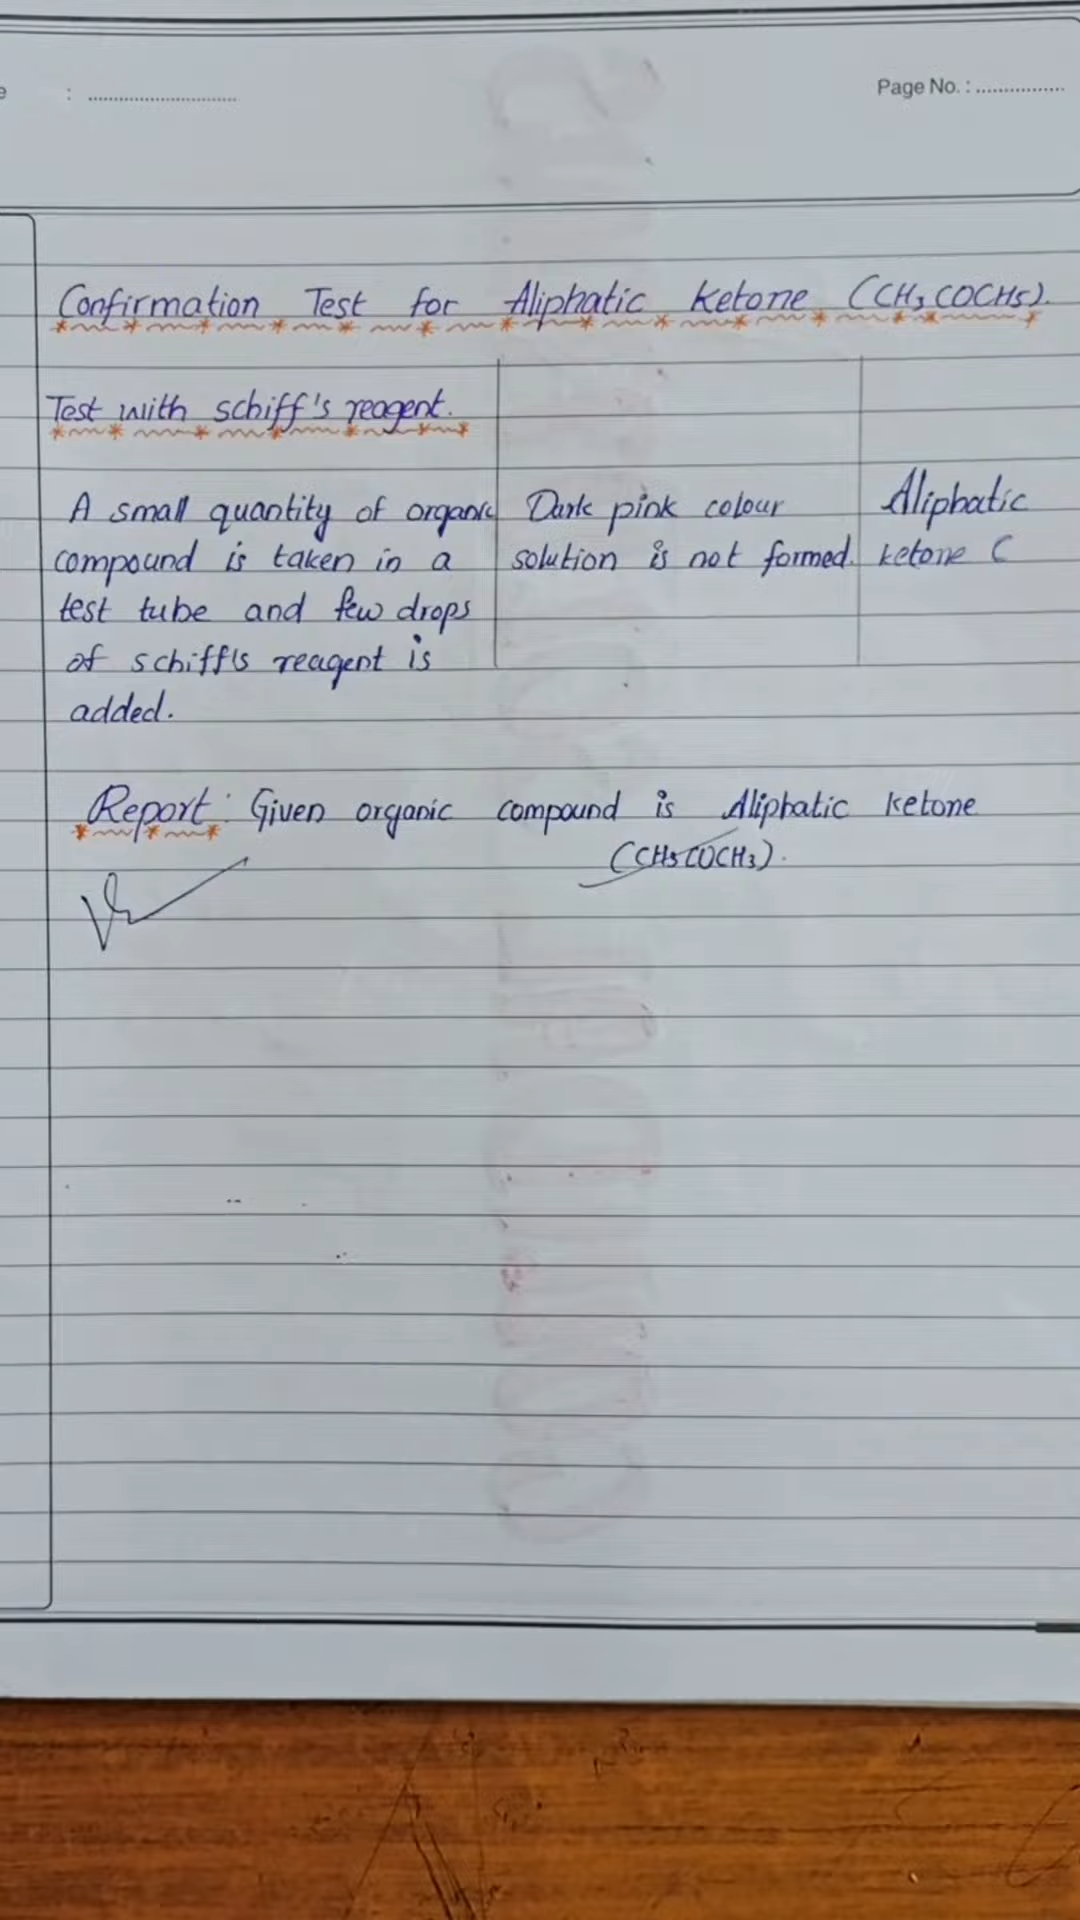 e : ............................
Page No. : ................
Confirmation Test for Aliphatic ketone (CH3COCH3).
Test with schiff's reagent.
A small quantity of organic
compound is taken in a
test tube and few drops
of schiff's reagent is
added.
Dark pink colour
solution is not formed.
Aliphatic
ketone (
Report : Given organic compound is Aliphatic ketone
(CH3COCH3).